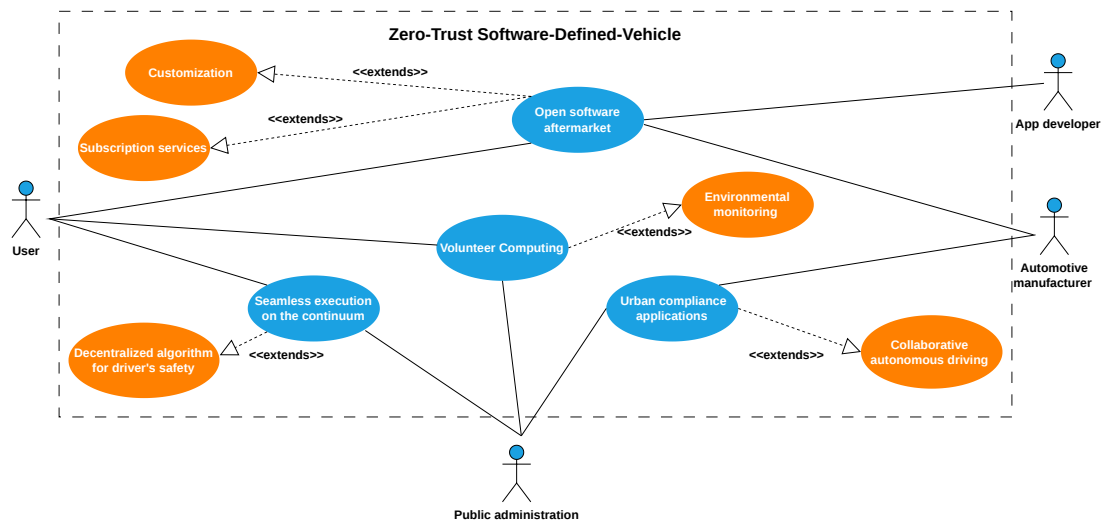 Zero-Trust Software-Defined-Vehicle
Customization
<<extends>>
Subscription services
<<extends>>
Open software
aftermarket
App developer
User
Environmental
monitoring
<<extends>>
Volunteer Computing
Automotive
manufacturer
Seamless execution
on the continuum
Urban compliance
applications
Decentralized algorithm
for driver's safety
<<extends>>
<<extends>>
Collaborative
autonomous driving
Public administration